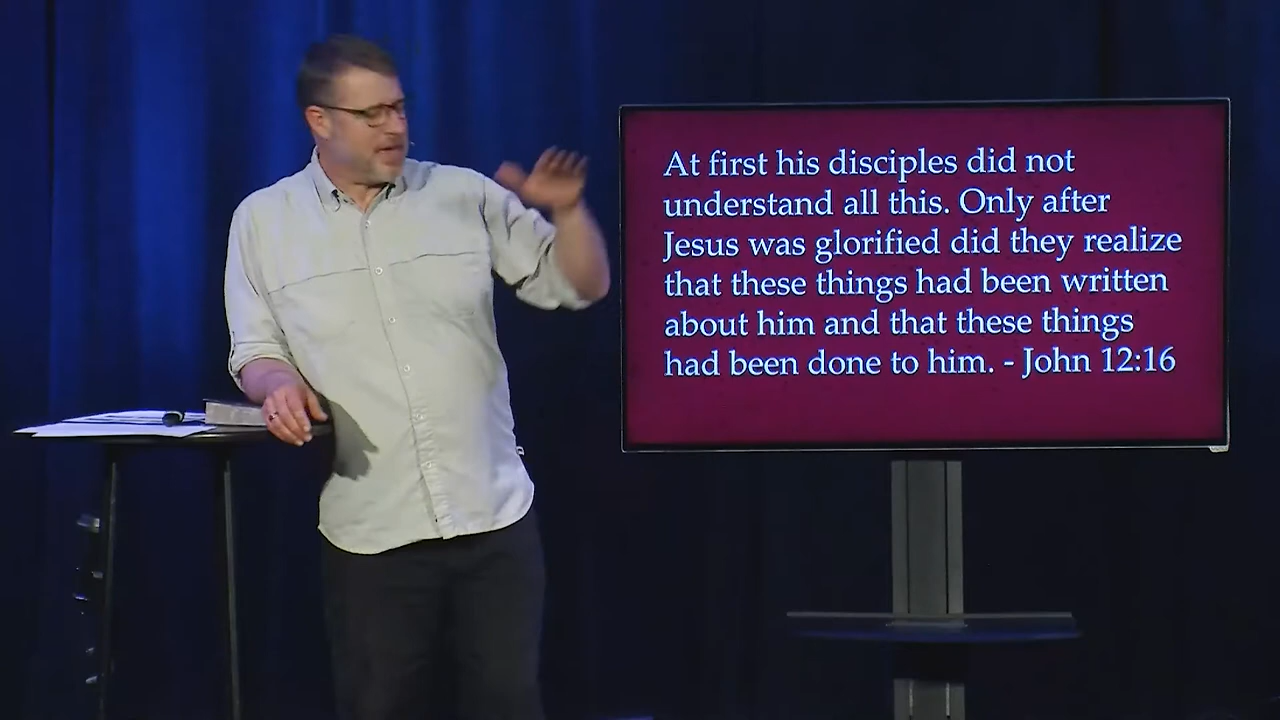 At first his disciples did not
understand all this. Only after
Jesus was glorified did they realize
that these things had been written
about him and that these things
had been done to him. - John 12:16